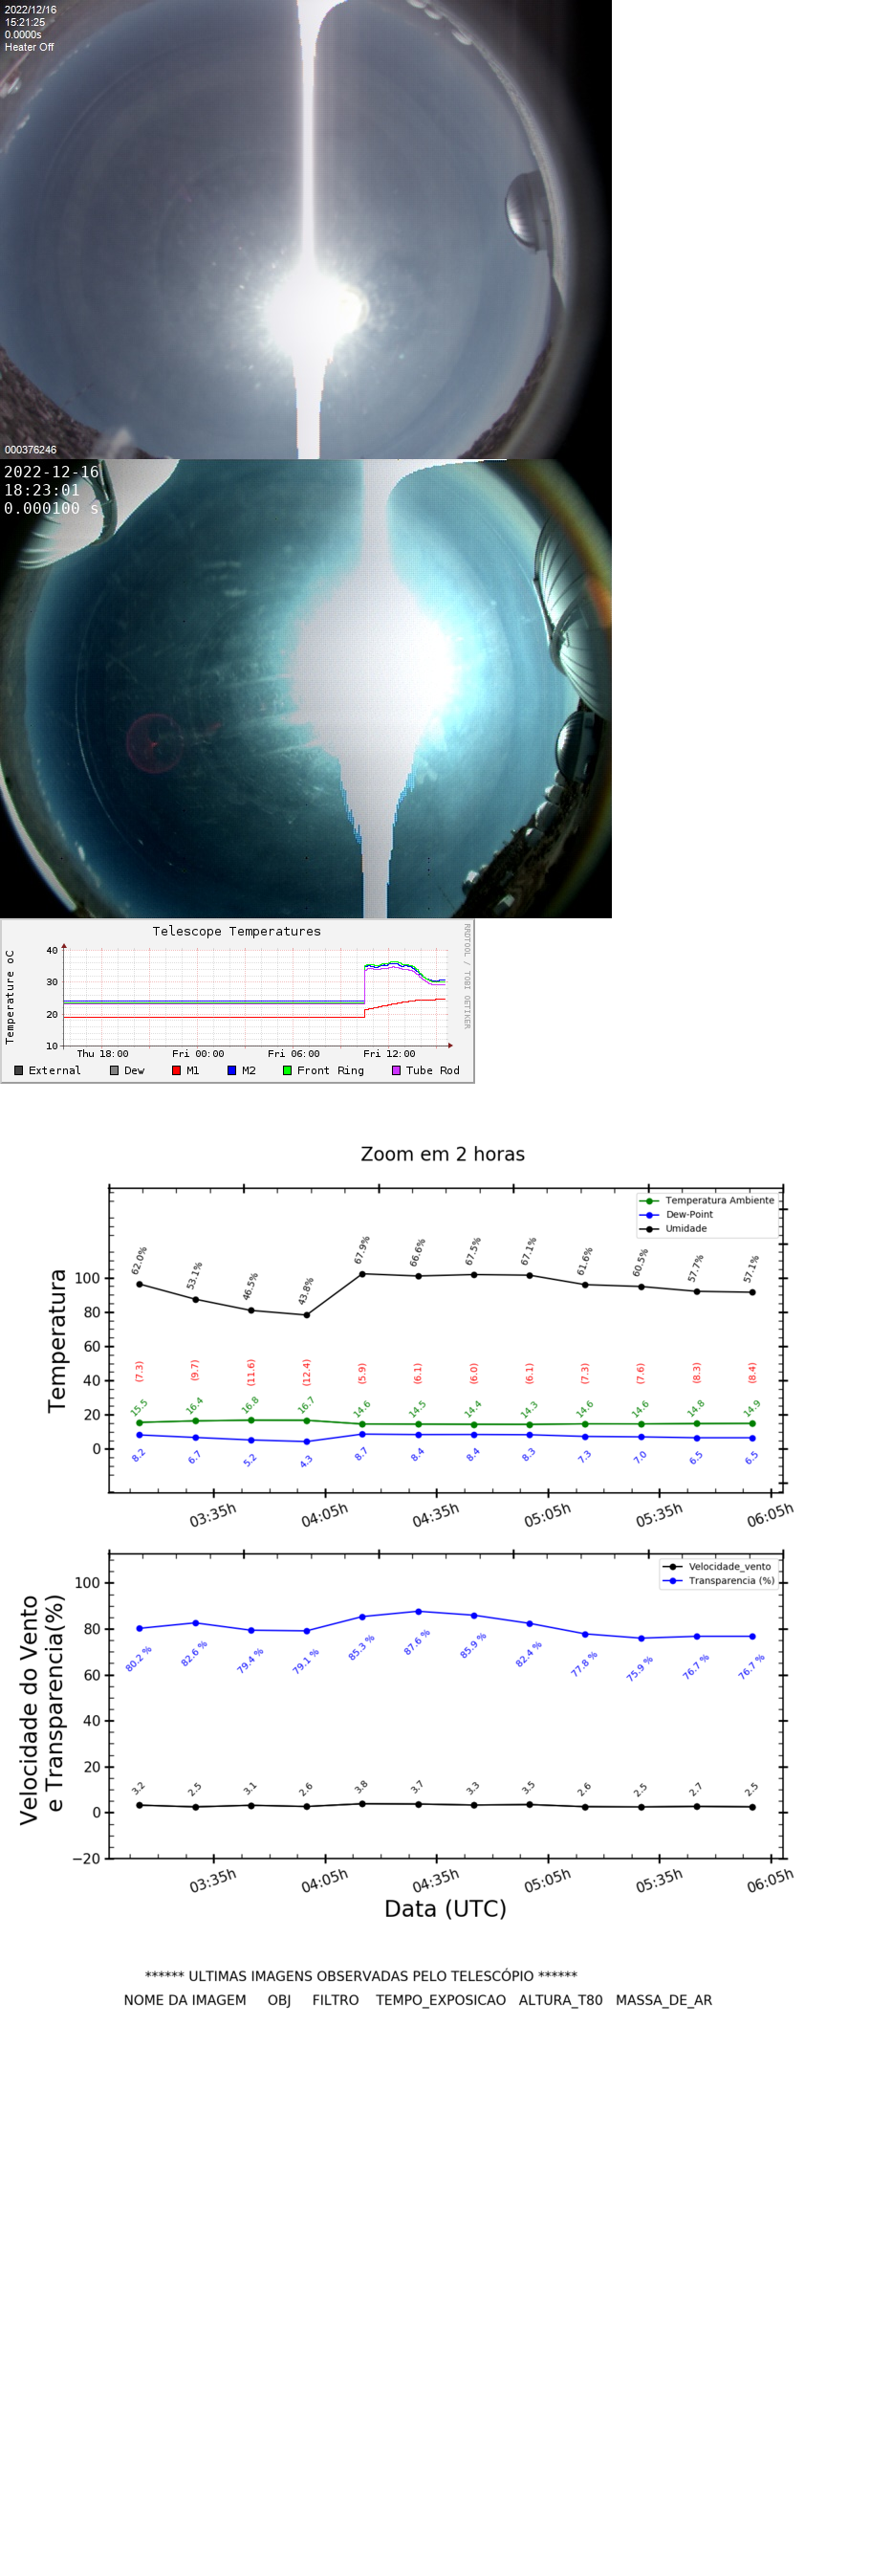 2022/12/16
15:21:25
0.0000s
Heater Off
000376246
2022-12-16
18:23:01
0.000100 s
Telescope Temperatures
RRDTOOL / TOBI OETIKER
Temperature oC
40
30
20
10
Thu 18:00 Fri 00:00 Fri 06:00 Fri 12:00
External Dew M1 M2 Front Ring Tube Rod
Zoom em 2 horas
Temperatura Ambiente
Dew-Point
Umidade
Temperatura
100
80
60
40
20
0
62.0% 53.1% 46.5% 43.8% 67.9% 66.6% 67.5% 67.1% 61.6% 60.5% 57.7% 57.1%
(7.3) (9.7) (11.6) (12.4) (5.9) (6.1) (6.0) (6.1) (7.3) (7.6) (8.3) (8.4)
15.5 16.4 16.8 16.7 14.6 14.5 14.4 14.3 14.6 14.6 14.8 14.9
8.2 6.7 5.2 4.3 8.7 8.4 8.4 8.3 7.3 7.0 6.5 6.5
03:35h 04:05h 04:35h 05:05h 05:35h 06:05h
Velocidade_vento
Transparencia (%)
Velocidade do Vento
e Transparencia(%)
100
80
60
40
20
0
−20
80.2 % 82.6 % 79.4 % 79.1 % 85.3 % 87.6 % 85.9 % 82.4 % 77.8 % 75.9 % 76.7 % 76.7 %
3.2 2.5 3.1 2.6 3.8 3.7 3.3 3.5 2.6 2.5 2.7 2.5
03:35h 04:05h 04:35h 05:05h 05:35h 06:05h
Data (UTC)
****** ULTIMAS IMAGENS OBSERVADAS PELO TELESCÓPIO ******
NOME DA IMAGEM OBJ FILTRO TEMPO_EXPOSICAO ALTURA_T80 MASSA_DE_AR